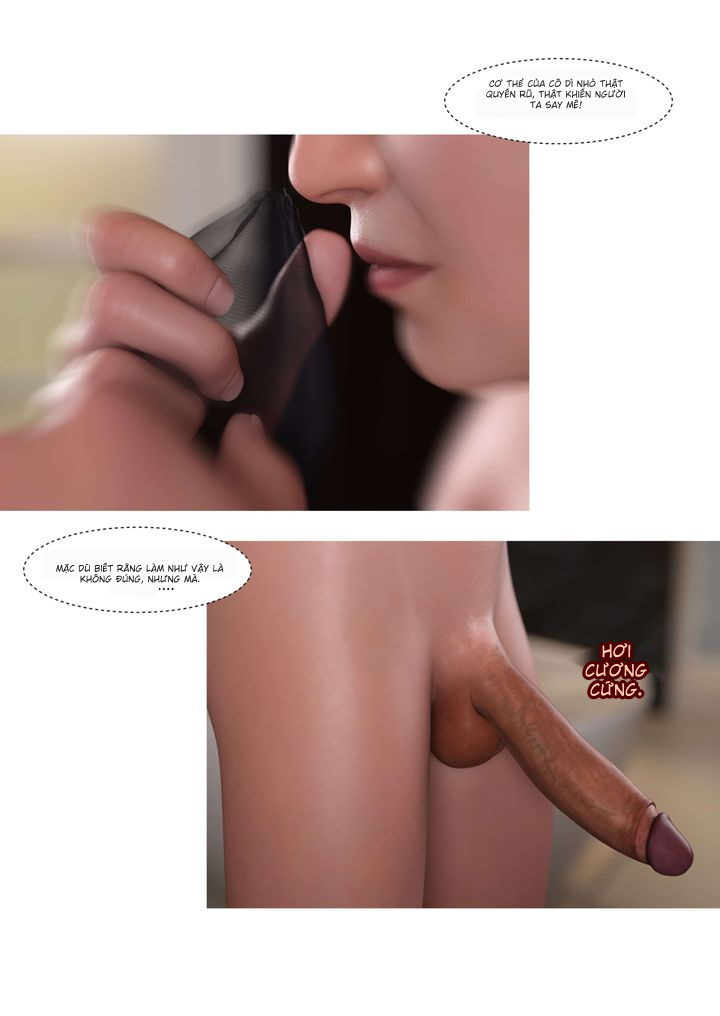 CƠ THỂ CỦA CÔ DÌ NHỎ THẬT
QUYẾN RŨ, THẬT KHIẾN NGƯỜI
TA SAY MÊ!
MẶC DÙ BIẾT RẰNG LÀM NHƯ VẬY LÀ
KHÔNG ĐÚNG, NHƯNG MÀ.
....
HƠI
CƯƠNG
CỨNG.